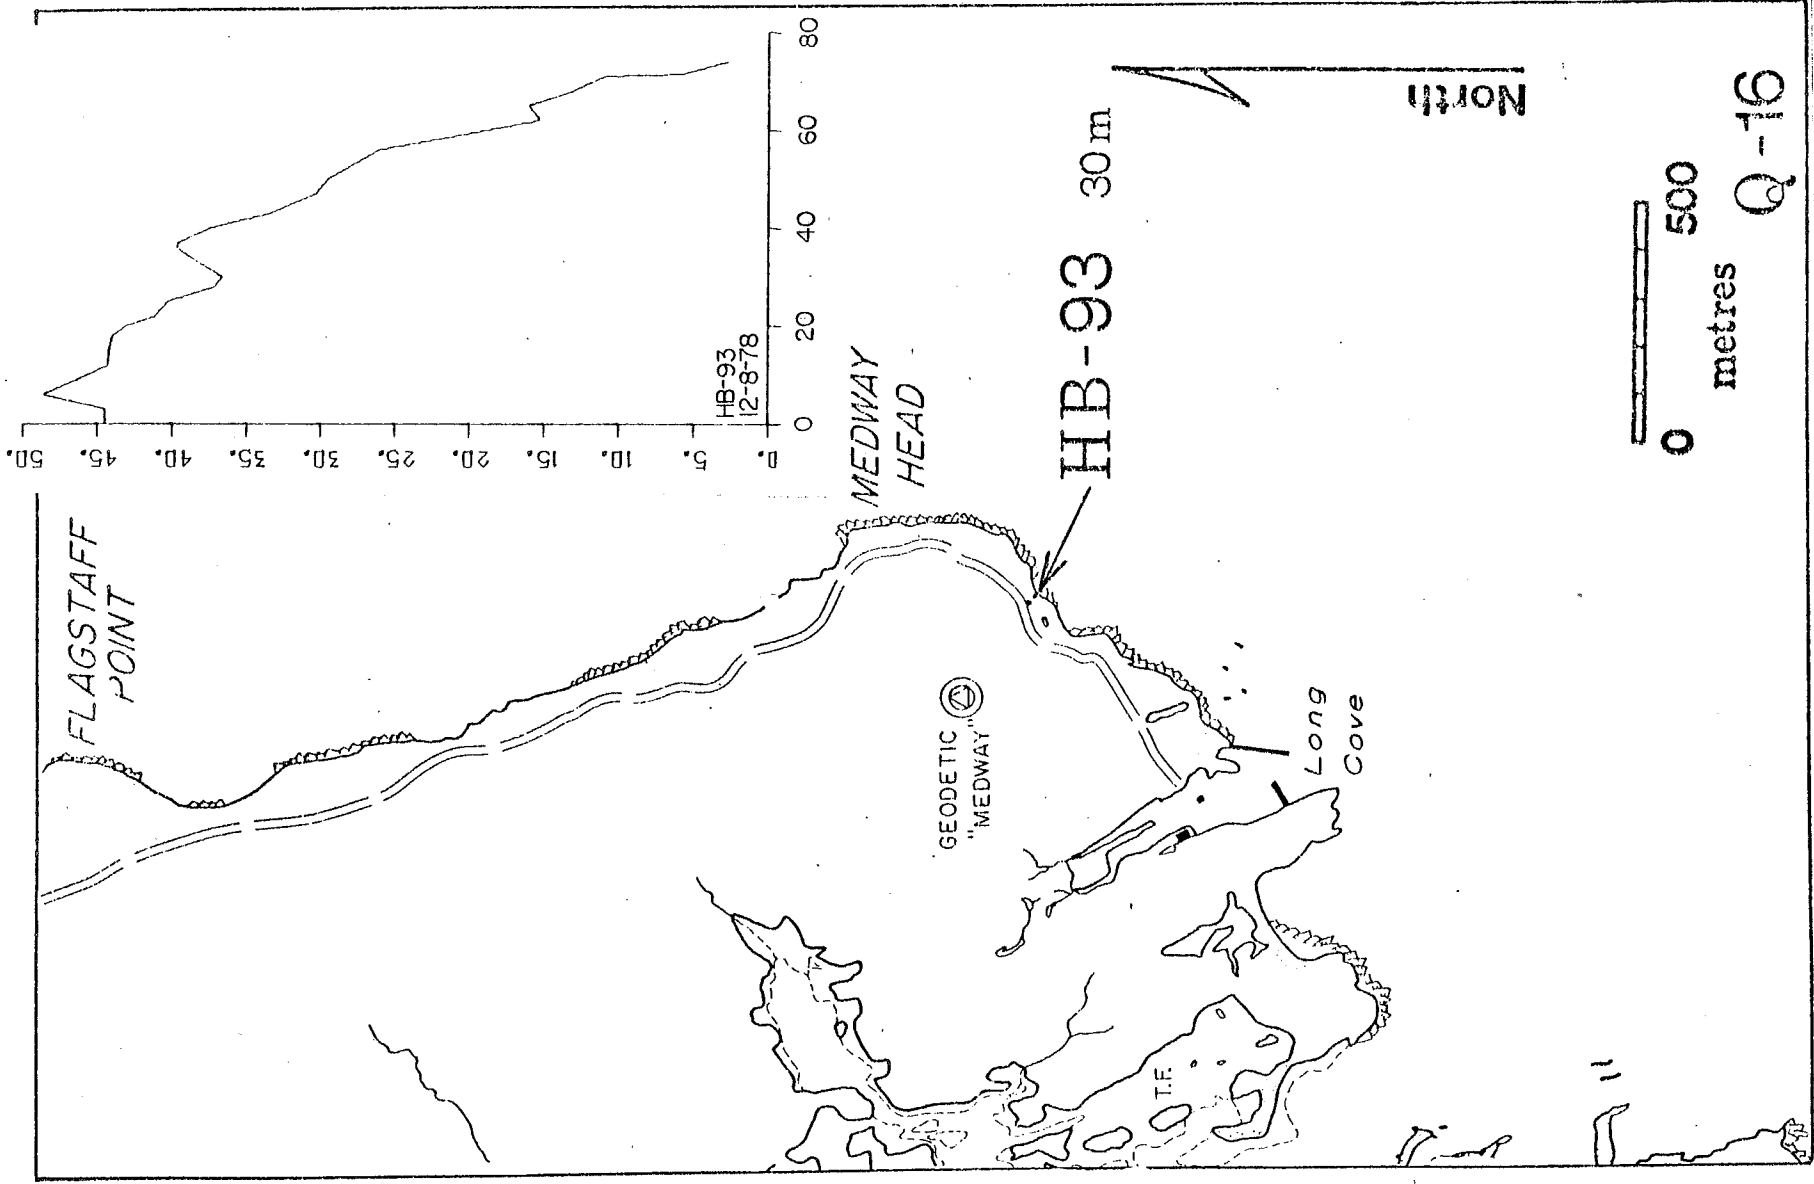 FLAGSTAFF
POINT
50.
45.
40.
35.
30.
25.
20.
15.
10.
5.
0.
0
20
40
60
80
HB-93
12-8-78
MEDWAY
HEAD
HB-93 30m
North
GEODETIC
"MEDWAY"
Long
Cove
T.F.
0 500
metres
Q-16